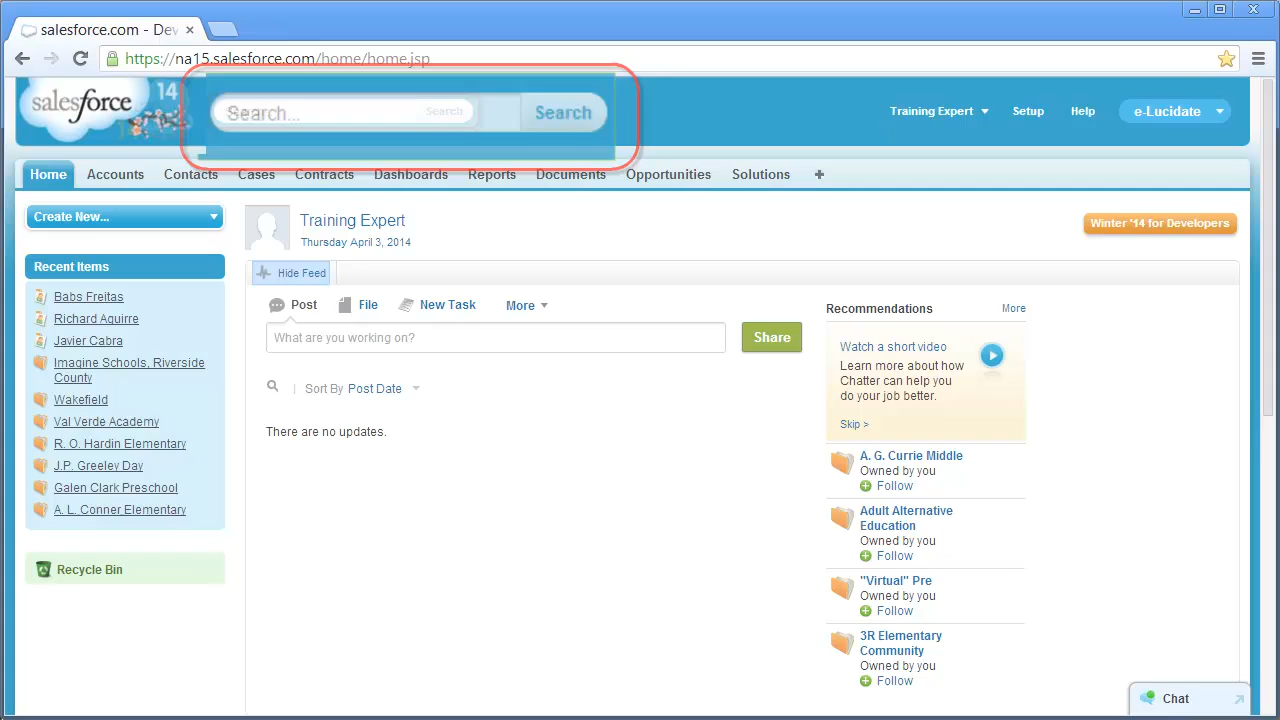 salesforce.com - Dev
https://na15.salesforce.com/home/home.jsp
salesforce
14
Search...
Search
Search
Training Expert
Setup
Help
e-Lucidate
Home
Accounts
Contacts
Cases
Contracts
Dashboards
Reports
Documents
Opportunities
Solutions
Create New...
Training Expert
Thursday April 3, 2014
Winter '14 for Developers
Recent Items
Babs Freitas
Richard Aguirre
Javier Cabra
Imagine Schools, Riverside
County
Wakefield
Val Verde Academy
R. O. Hardin Elementary
J.P. Greeley Day
Galen Clark Preschool
A. L. Conner Elementary
Recycle Bin
Hide Feed
Post
File
New Task
More
What are you working on?
Share
Sort By Post Date
There are no updates.
Recommendations
More
Watch a short video
Learn more about how
Chatter can help you
do your job better.
Skip >
A. G. Currie Middle
Owned by you
Follow
Adult Alternative
Education
Owned by you
Follow
"Virtual" Pre
Owned by you
Follow
3R Elementary
Community
Owned by you
Follow
Chat